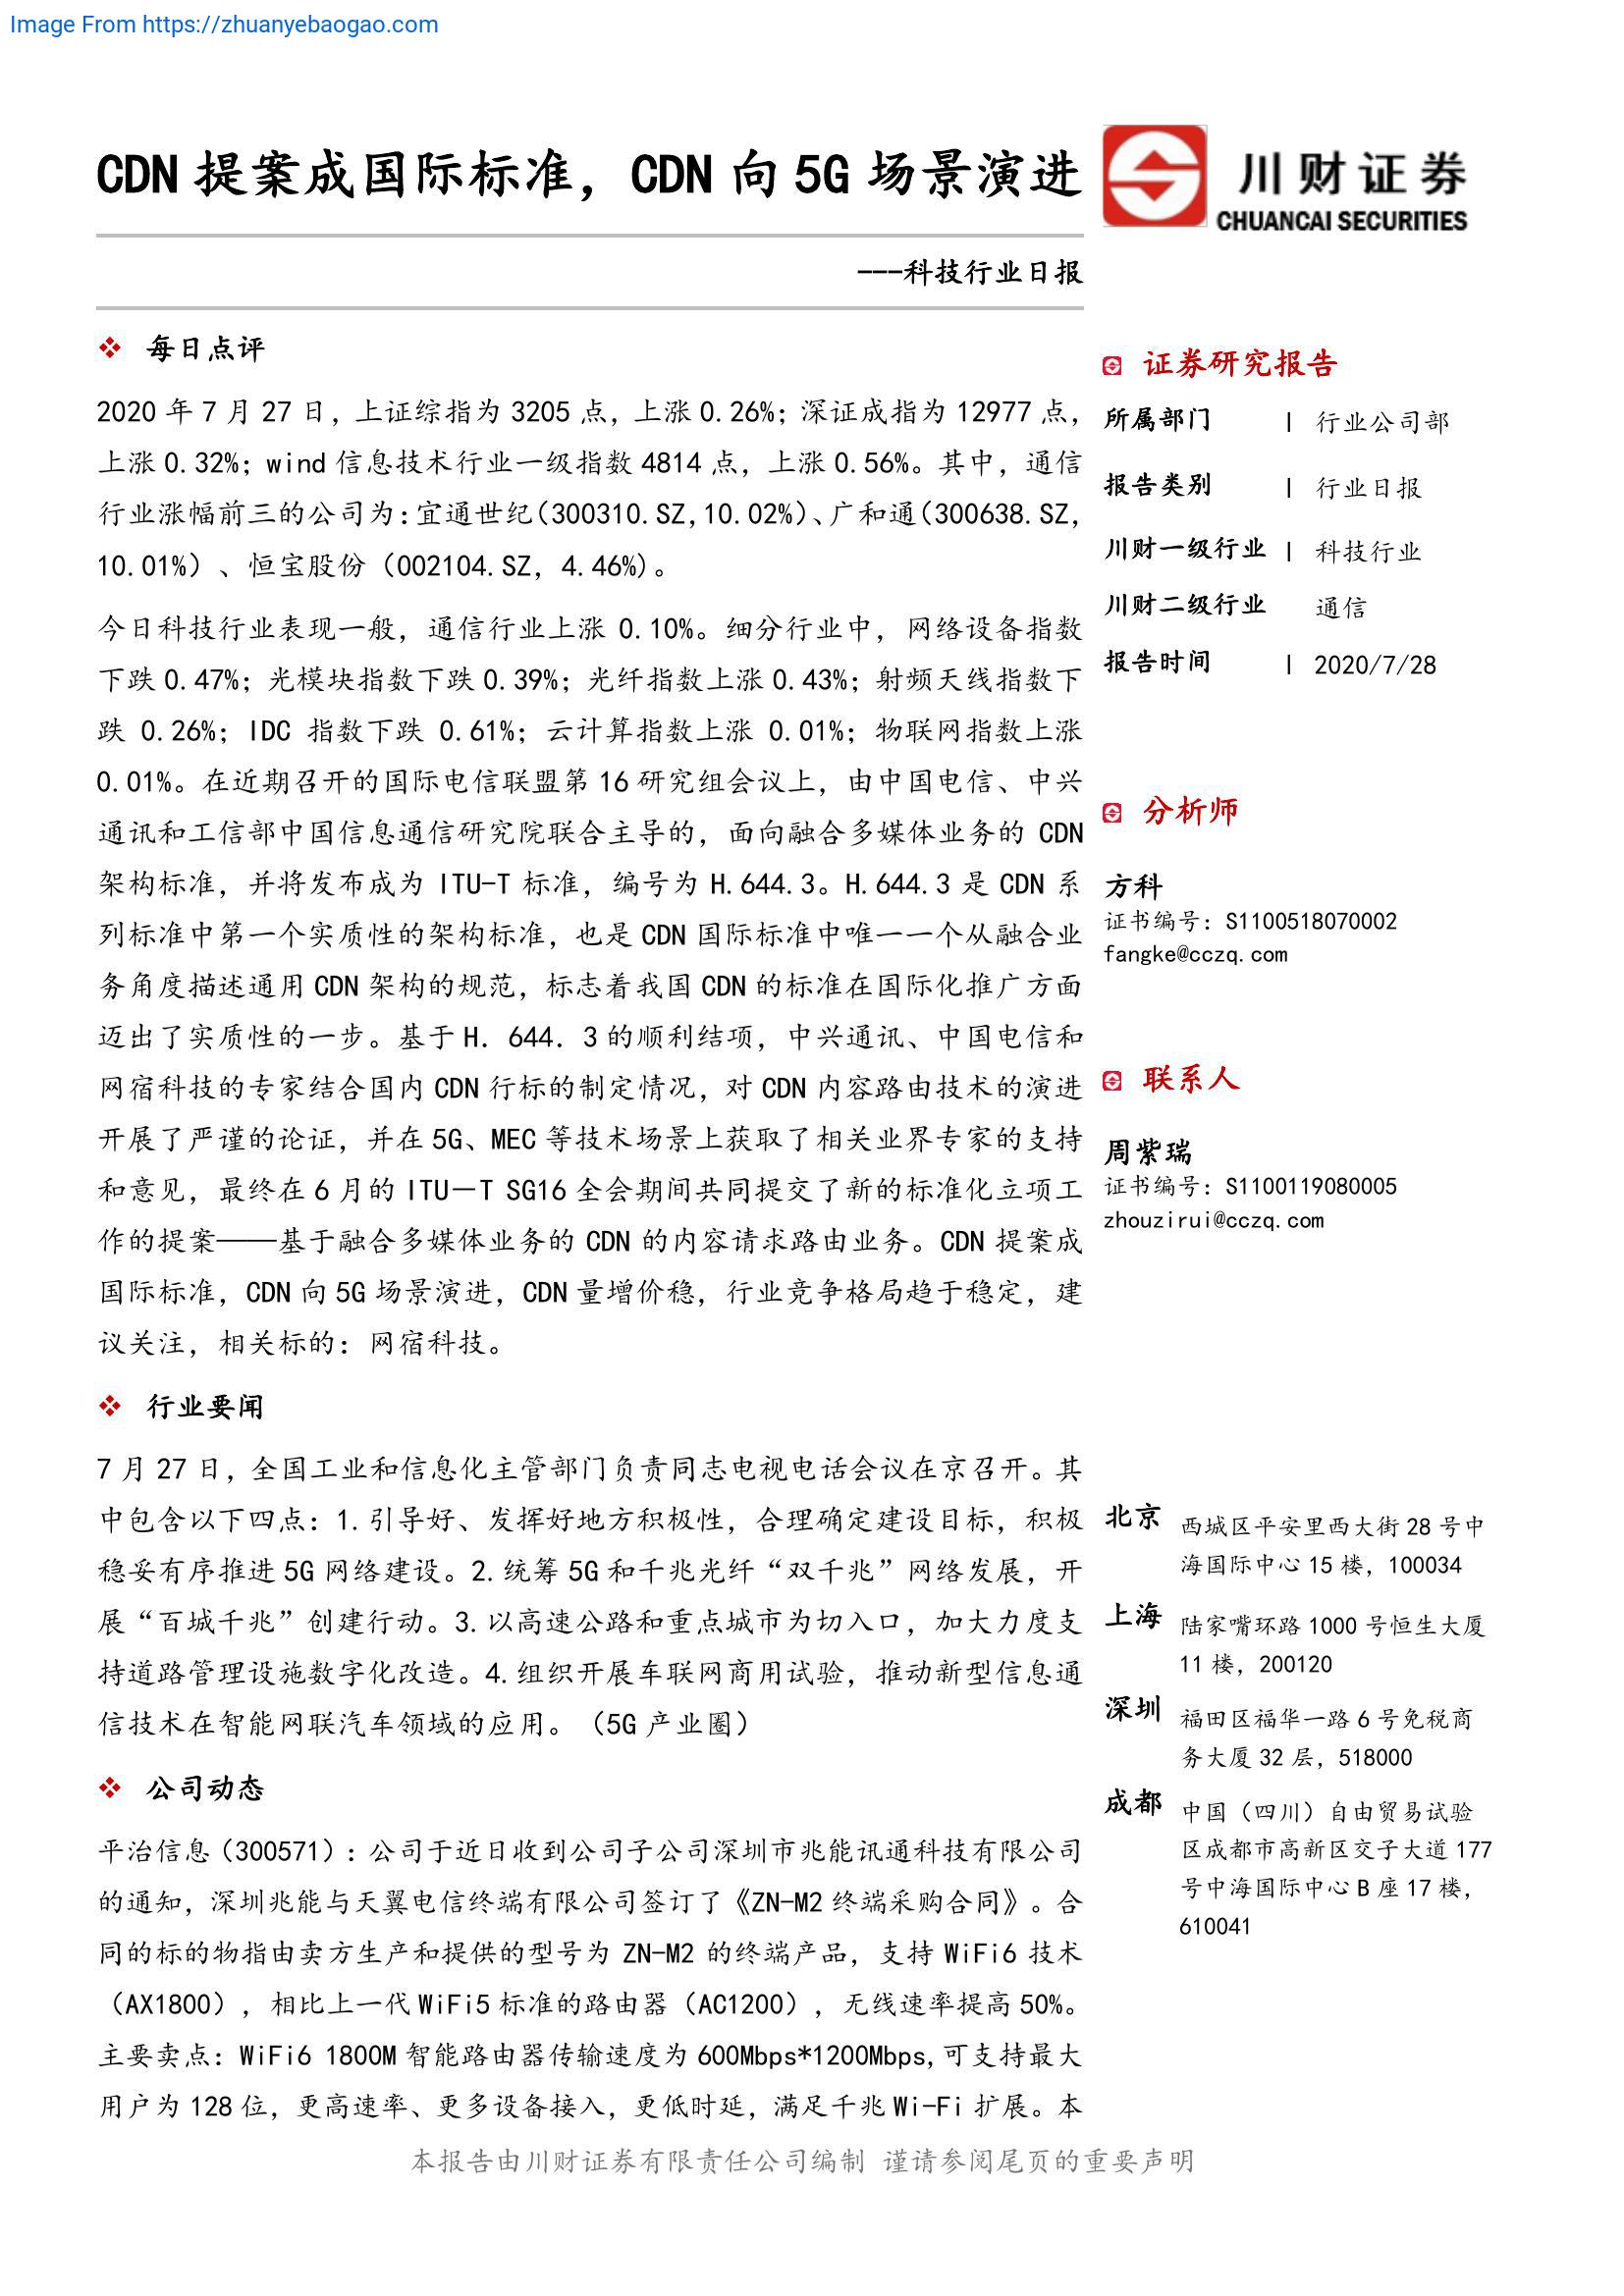 Image From https://zhuanyebaogao.com
CDN 提案成国际标准，CDN 向 5G 场景演进
川财证券
CHUANCAI SECURITIES
---科技行业日报
❖ 每日点评
2020 年 7 月 27 日，上证综指为 3205 点，上涨 0.26%；深证成指为 12977 点，
上涨 0.32%；wind 信息技术行业一级指数 4814 点，上涨 0.56%。其中，通信
行业涨幅前三的公司为：宜通世纪（300310.SZ，10.02%）、广和通（300638.SZ，
10.01%）、恒宝股份（002104.SZ，4.46%)。
今日科技行业表现一般，通信行业上涨 0.10%。细分行业中，网络设备指数
下跌 0.47%；光模块指数下跌 0.39%；光纤指数上涨 0.43%；射频天线指数下
跌 0.26%；IDC 指数下跌 0.61%；云计算指数上涨 0.01%；物联网指数上涨
0.01%。在近期召开的国际电信联盟第 16 研究组会议上，由中国电信、中兴
通讯和工信部中国信息通信研究院联合主导的，面向融合多媒体业务的 CDN
架构标准，并将发布成为 ITU-T 标准，编号为 H.644.3。H.644.3 是 CDN 系
列标准中第一个实质性的架构标准，也是 CDN 国际标准中唯一一个从融合业
务角度描述通用 CDN 架构的规范，标志着我国 CDN 的标准在国际化推广方面
迈出了实质性的一步。基于 H．644．3 的顺利结项，中兴通讯、中国电信和
网宿科技的专家结合国内 CDN 行标的制定情况，对 CDN 内容路由技术的演进
开展了严谨的论证，并在 5G、MEC 等技术场景上获取了相关业界专家的支持
和意见，最终在 6 月的 ITU－T SG16 全会期间共同提交了新的标准化立项工
作的提案——基于融合多媒体业务的 CDN 的内容请求路由业务。CDN 提案成
国际标准，CDN 向 5G 场景演进，CDN 量增价稳，行业竞争格局趋于稳定，建
议关注，相关标的：网宿科技。
❖ 行业要闻
7 月 27 日，全国工业和信息化主管部门负责同志电视电话会议在京召开。其
中包含以下四点：1.引导好、发挥好地方积极性，合理确定建设目标，积极
稳妥有序推进 5G 网络建设。2.统筹 5G 和千兆光纤“双千兆”网络发展，开
展“百城千兆”创建行动。3.以高速公路和重点城市为切入口，加大力度支
持道路管理设施数字化改造。4.组织开展车联网商用试验，推动新型信息通
信技术在智能网联汽车领域的应用。（5G 产业圈）
❖ 公司动态
平治信息（300571）：公司于近日收到公司子公司深圳市兆能讯通科技有限公司
的通知，深圳兆能与天翼电信终端有限公司签订了《ZN-M2 终端采购合同》。合
同的标的物指由卖方生产和提供的型号为 ZN-M2 的终端产品，支持 WiFi6 技术
（AX1800），相比上一代 WiFi5 标准的路由器（AC1200），无线速率提高 50%。
主要卖点：WiFi6 1800M 智能路由器传输速度为 600Mbps*1200Mbps,可支持最大
用户为 128 位，更高速率、更多设备接入，更低时延，满足千兆 Wi-Fi 扩展。本
证券研究报告
所属部门 | 行业公司部
报告类别 | 行业日报
川财一级行业 | 科技行业
川财二级行业 通信
报告时间 | 2020/7/28
分析师
方科
证书编号：S1100518070002
fangke@cczq.com
联系人
周紫瑞
证书编号：S1100119080005
zhouzirui@cczq.com
北京 西城区平安里西大街 28 号中
海国际中心 15 楼，100034
上海 陆家嘴环路 1000 号恒生大厦
11 楼，200120
深圳 福田区福华一路 6 号免税商
务大厦 32 层，518000
成都 中国（四川）自由贸易试验
区成都市高新区交子大道 177
号中海国际中心 B 座 17 楼，
610041
本报告由川财证券有限责任公司编制 谨请参阅尾页的重要声明